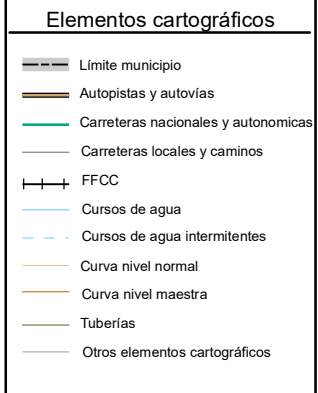 Elementos cartográficos
Límite municipio
Autopistas y autovías
Carreteras nacionales y autonomicas
Carreteras locales y caminos
FFCC
Cursos de agua
Cursos de agua intermitentes
Curva nivel normal
Curva nivel maestra
Tuberías
Otros elementos cartográficos